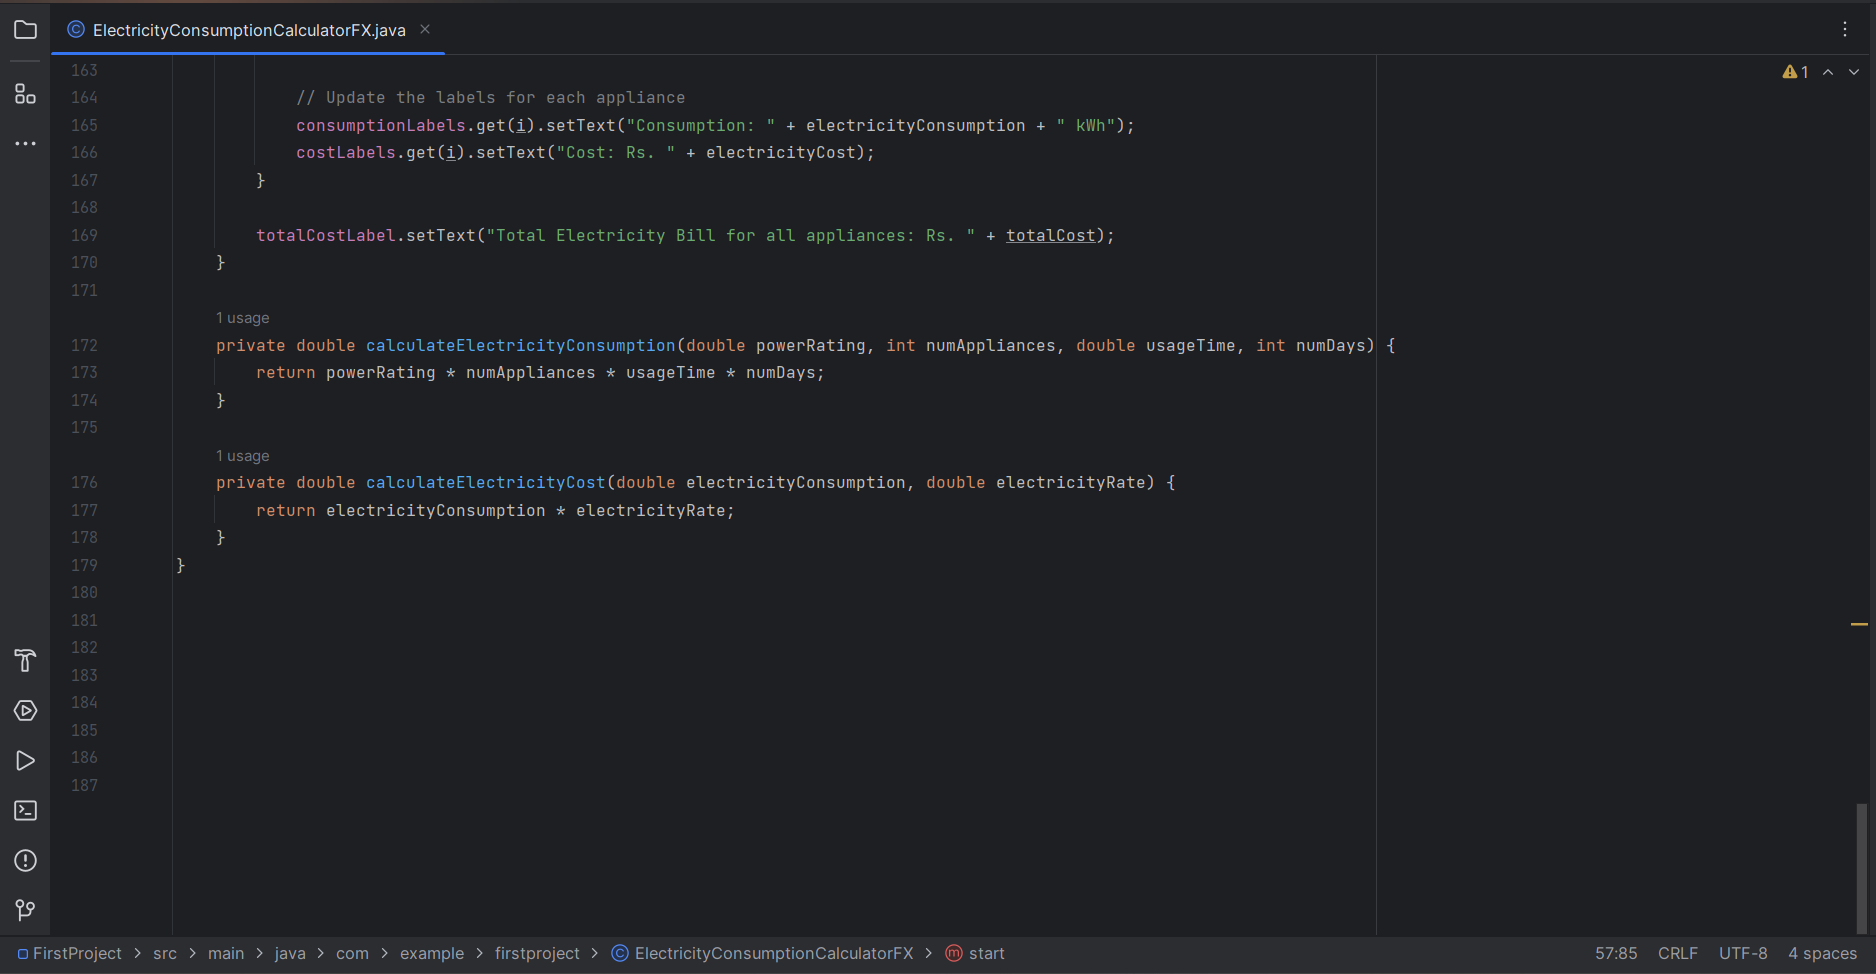 ElectricityConsumptionCalculatorFX.java
1
163
164 // Update the labels for each appliance
165 consumptionLabels.get(i).setText("Consumption: " + electricityConsumption + " kWh");
166 costLabels.get(i).setText("Cost: Rs. " + electricityCost);
167 }
168
169 totalCostLabel.setText("Total Electricity Bill for all appliances: Rs. " + totalCost);
170 }
171
1 usage
172 private double calculateElectricityConsumption(double powerRating, int numAppliances, double usageTime, int numDays) {
173 return powerRating * numAppliances * usageTime * numDays;
174 }
175
1 usage
176 private double calculateElectricityCost(double electricityConsumption, double electricityRate) {
177 return electricityConsumption * electricityRate;
178 }
179 }
180
181
182
183
184
185
186
187
FirstProject > src > main > java > com > example > firstproject > ElectricityConsumptionCalculatorFX > start 57:85 CRLF UTF-8 4 spaces